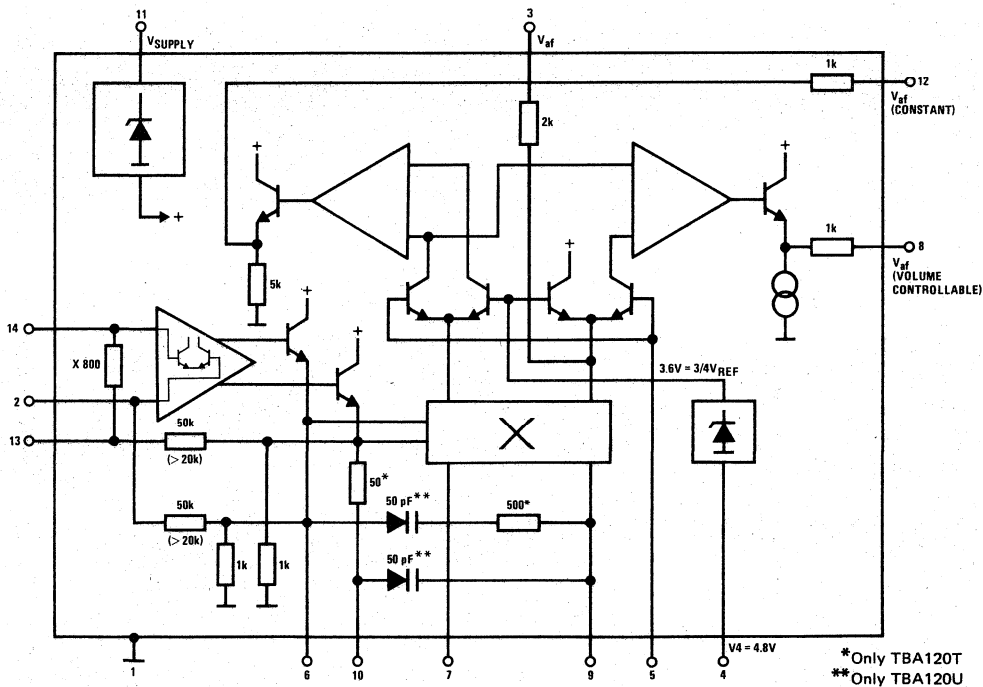 11
V SUPPLY
3
Vaf
1k
12
Vaf
(CONSTANT)
2k
+
+
+
1k
8
Vaf
(VOLUME
CONTROLLABLE)
5k
+
+
+
14
X 800
3.6V = 3/4VREF
2
50k
X
13
(> 20k)
50*
50 pF**
500*
50k
(> 20k)
1k
1k
50 pF**
V4 = 4.8V
1
6
10
7
9
5
4
*Only TBA120T
**Only TBA120U